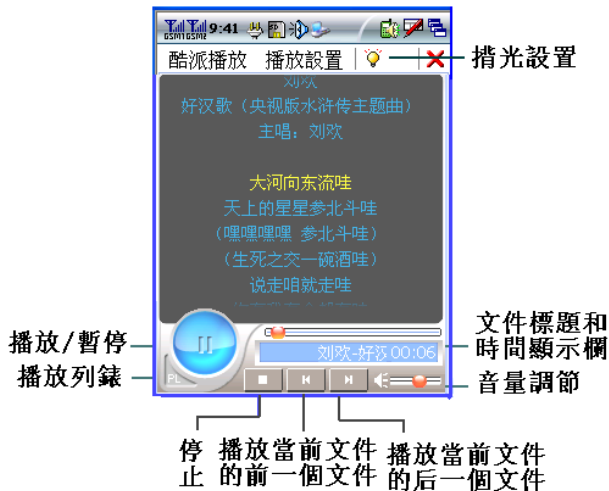 GSM1 GSM2 9:41
酷派播放 播放設置
揹光設置
刘欢
好汉歌（央视版水浒传主题曲）
主唱：刘欢
大河向东流哇
天上的星星参北斗哇
（嘿嘿嘿嘿 参北斗哇）
（生死之交一碗酒哇）
说走咱就走哇
播放/暫停
播放列錶
PL
刘欢-好汉 00:06
文件標題和
時間顯示欄
音量調節
停止
播放當前文件
的前一個文件
播放當前文件
的后一個文件